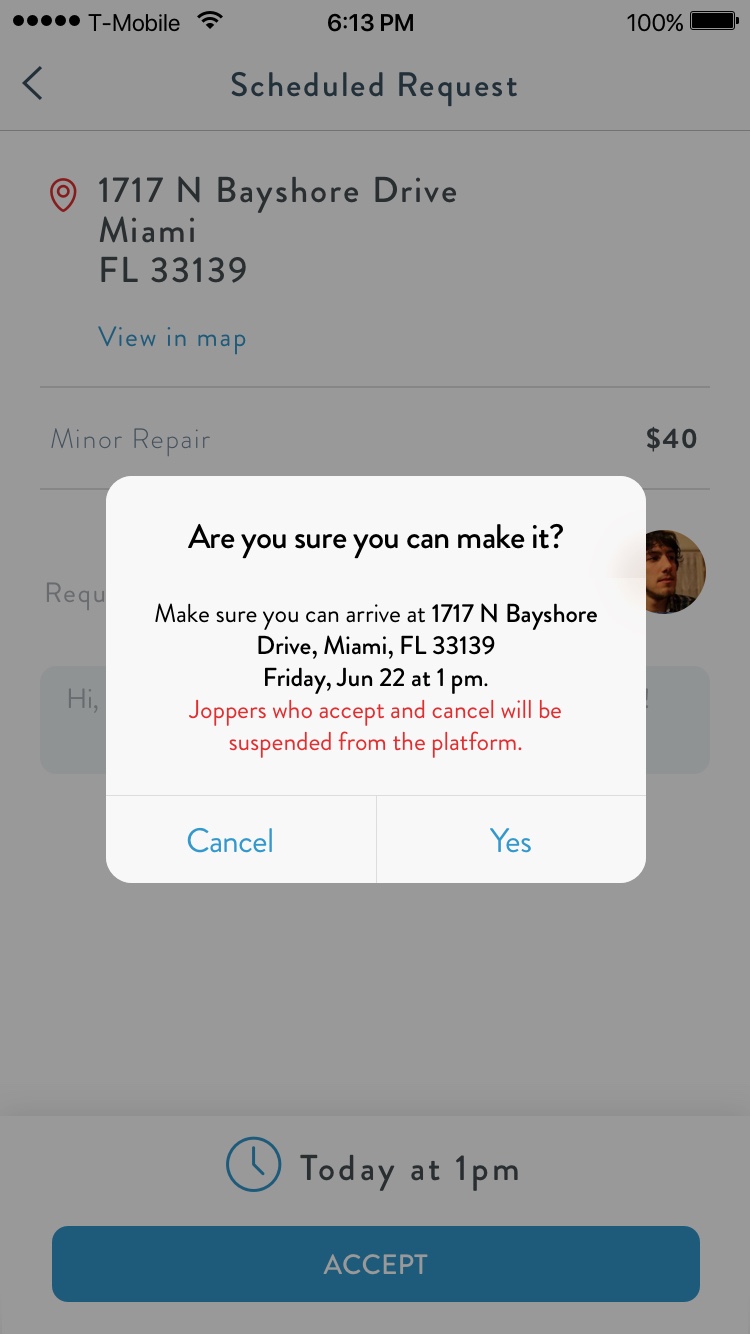 T-Mobile 6:13 PM 100%
Scheduled Request
1717 N Bayshore Drive
Miami
FL 33139
View in map
Minor Repair $40
Are you sure you can make it?
Requ
Make sure you can arrive at 1717 N Bayshore
Drive, Miami, FL 33139
Friday, Jun 22 at 1 pm.
Hi, !
Joppers who accept and cancel will be
suspended from the platform.
Cancel Yes
Today at 1pm
ACCEPT